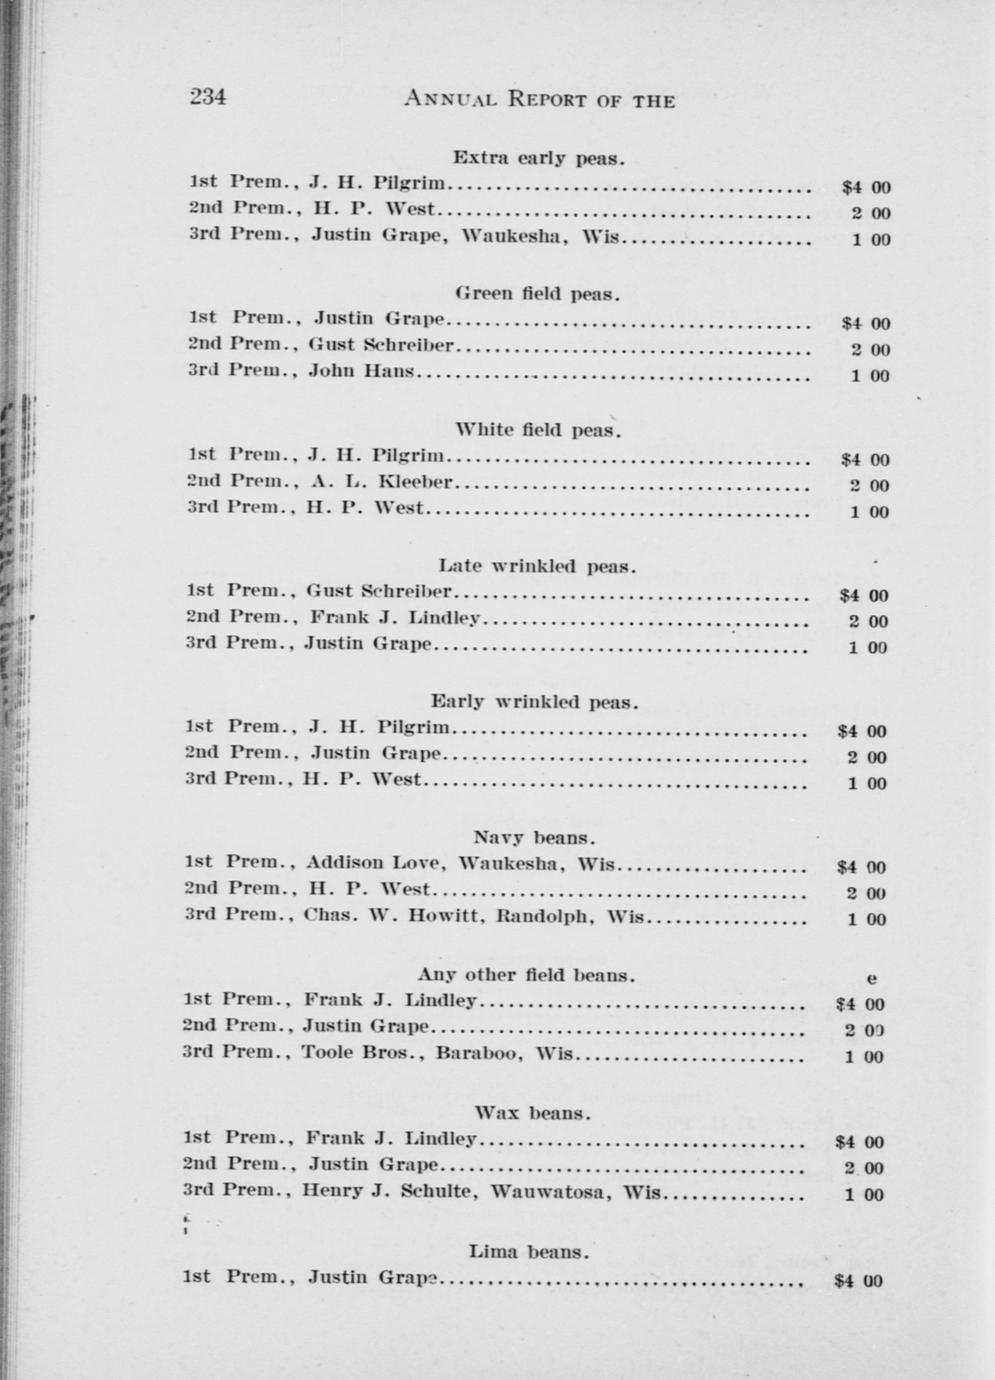 234 ANNUAL REPORT OF THE
Extra early peas.
1st Prem., J. H. Pilgrim........................................ $4 00
2nd Prem., H. P. West........................................ 2 00
3rd Prem., Justin Grape, Waukesha, Wis.................... 1 00
Green field peas.
1st Prem., Justin Grape........................................ $4 00
2nd Prem., Gust Schreiber........................................ 2 00
3rd Prem., John Hans........................................ 1 00
White field peas.
1st Prem., J. H. Pilgrim........................................ $4 00
2nd Prem., A. L. Kleeber........................................ 2 00
3rd Prem., H. P. West........................................ 1 00
Late wrinkled peas.
1st Prem., Gust Schreiber........................................ $4 00
2nd Prem., Frank J. Lindley........................................ 2 00
3rd Prem., Justin Grape........................................ 1 00
Early wrinkled peas.
1st Prem., J. H. Pilgrim........................................ $4 00
2nd Prem., Justin Grape........................................ 2 00
3rd Prem., H. P. West........................................ 1 00
Navy beans.
1st Prem., Addison Love, Waukesha, Wis.................... $4 00
2nd Prem., H. P. West........................................ 2 00
3rd Prem., Chas. W. Howitt, Randolph, Wis................. 1 00
Any other field beans. e
1st Prem., Frank J. Lindley.................................. $4 00
2nd Prem., Justin Grape........................................ 2 00
3rd Prem., Toole Bros., Baraboo, Wis........................ 1 00
Wax beans.
1st Prem., Frank J. Lindley.................................. $4 00
2nd Prem., Justin Grape........................................ 2 00
3rd Prem., Henry J. Schulte, Wauwatosa, Wis............... 1 00
Lima beans.
1st Prem., Justin Grape........................................ $4 00